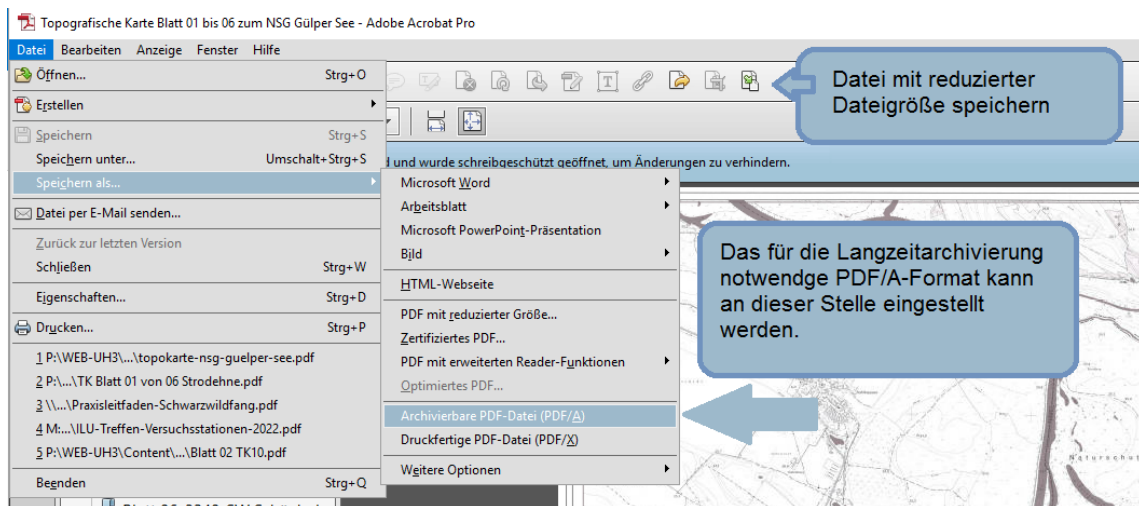 Topografische Karte Blatt 01 bis 06 zum NSG Gülper See - Adobe Acrobat Pro
Datei Bearbeiten Anzeige Fenster Hilfe
Öffnen... Strg+O
Erstellen
Speichern Strg+S
Speichern unter... Umschalt+Strg+S
Speichern als...
Datei per E-Mail senden...
Zurück zur letzten Version
Schließen Strg+W
Eigenschaften... Strg+D
Drucken... Strg+P
1 P:\WEB-UH3\...\topokarte-nsg-guelper-see.pdf
2 P:\...\TK Blatt 01 von 06 Strodehne.pdf
3 \\...\Praxisleitfaden-Schwarzwildfang.pdf
4 M:...\ILU-Treffen-Versuchsstationen-2022.pdf
5 P:\WEB-UH3\Content\...\Blatt 02 TK10.pdf
Beenden Strg+Q
Datei mit reduzierter
Dateigröße speichern
und wurde schreibgeschützt geöffnet, um Änderungen zu verhindern.
Microsoft Word
Arbeitsblatt
Microsoft PowerPoint-Präsentation
Bild
HTML-Webseite
PDF mit reduzierter Größe...
Zertifiziertes PDF...
PDF mit erweiterten Reader-Funktionen
Optimiertes PDF...
Archivierbare PDF-Datei (PDF/A)
Druckfertige PDF-Datei (PDF/X)
Weitere Optionen
Das für die Langzeitarchivierung
notwendge PDF/A-Format kann
an dieser Stelle eingestellt
werden.
Naturschut